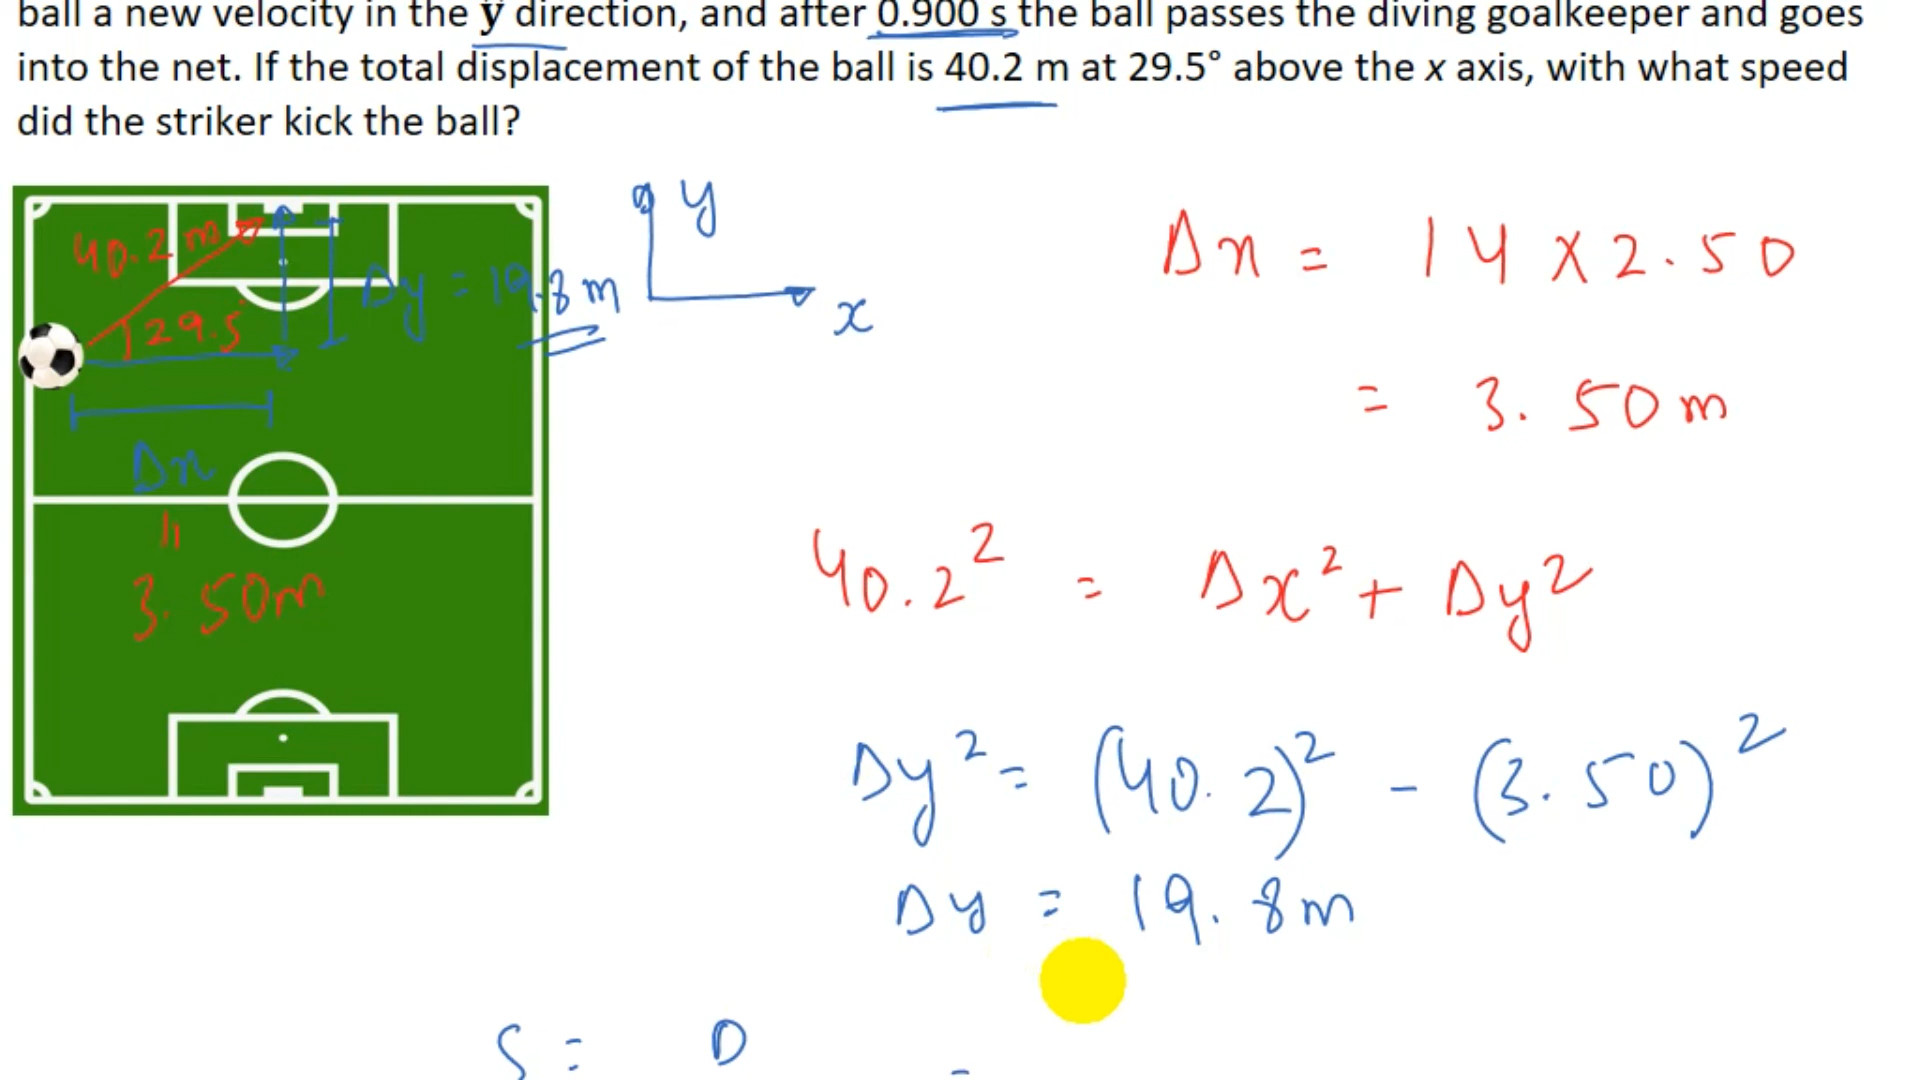 ball a new velocity in the ŷ direction, and after 0.900 s the ball passes the diving goalkeeper and goes
into the net. If the total displacement of the ball is 40.2 m at 29.5° above the x axis, with what speed
did the striker kick the ball?
y
x
40.2 m
29.5
Δy = 19.8 m
Δx
=
3.50m
Δx = 14 x 2.50
= 3.50 m
40.2² = Δx² + Δy²
Δy² = (40.2)² - (3.50)²
Δy = 19.8m
S = D =